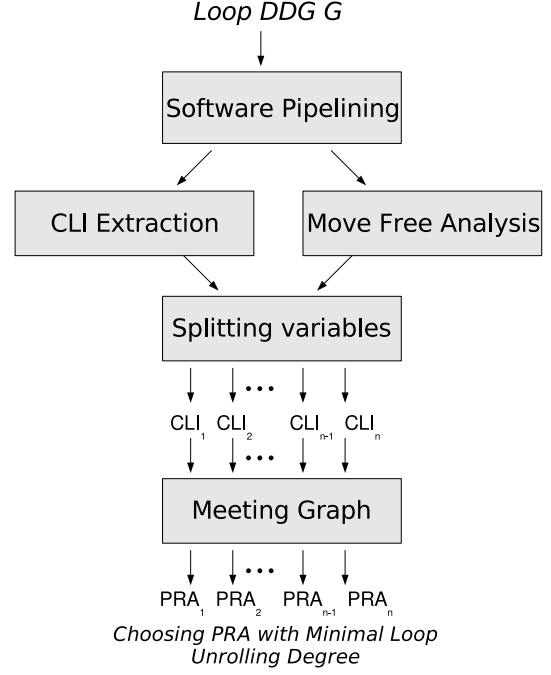 Loop DDG G
Software Pipelining
CLI Extraction Move Free Analysis
Splitting variables
CLI1 CLI2 CLIn-1 CLIn
Meeting Graph
PRA1 PRA2 PRAn-1 PRAn
Choosing PRA with Minimal Loop
Unrolling Degree